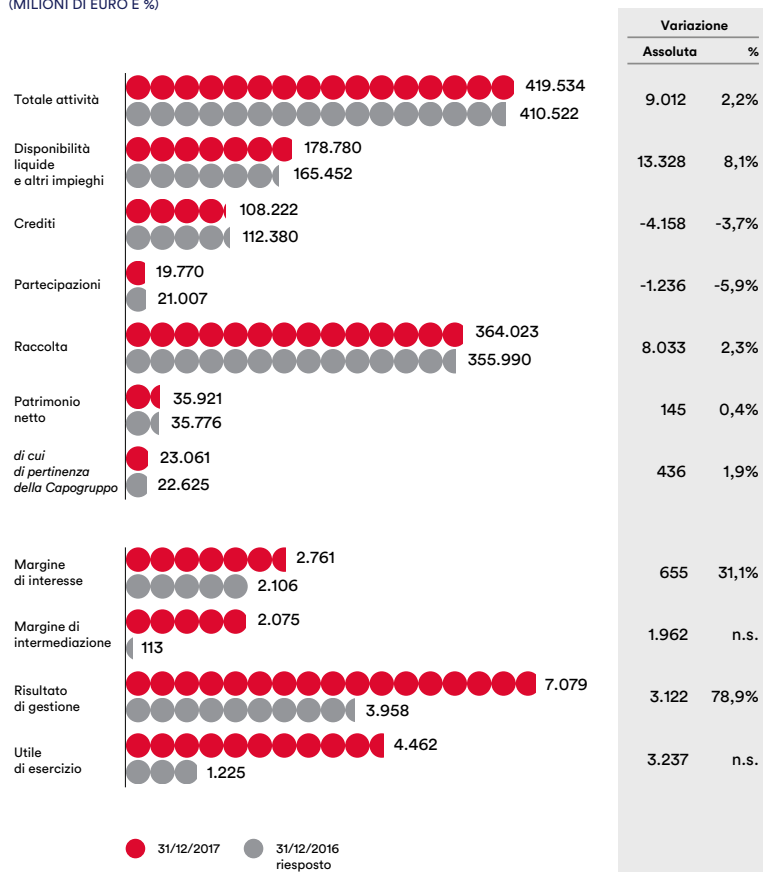 (MILIONI DI EURO E %)
Variazione
Assoluta %
Totale attività
419.534
410.522
9.012 2,2%
Disponibilità
liquide
e altri impieghi
178.780
165.452
13.328 8,1%
Crediti
108.222
112.380
-4.158 -3,7%
Partecipazioni
19.770
21.007
-1.236 -5,9%
Raccolta
364.023
355.990
8.033 2,3%
Patrimonio
netto
35.921
35.776
145 0,4%
di cui
di pertinenza
della Capogruppo
23.061
22.625
436 1,9%
Margine
di interesse
2.761
2.106
655 31,1%
Margine di
intermediazione
2.075
113
1.962 n.s.
Risultato
di gestione
7.079
3.958
3.122 78,9%
Utile
di esercizio
4.462
1.225
3.237 n.s.
31/12/2017
31/12/2016
riesposto